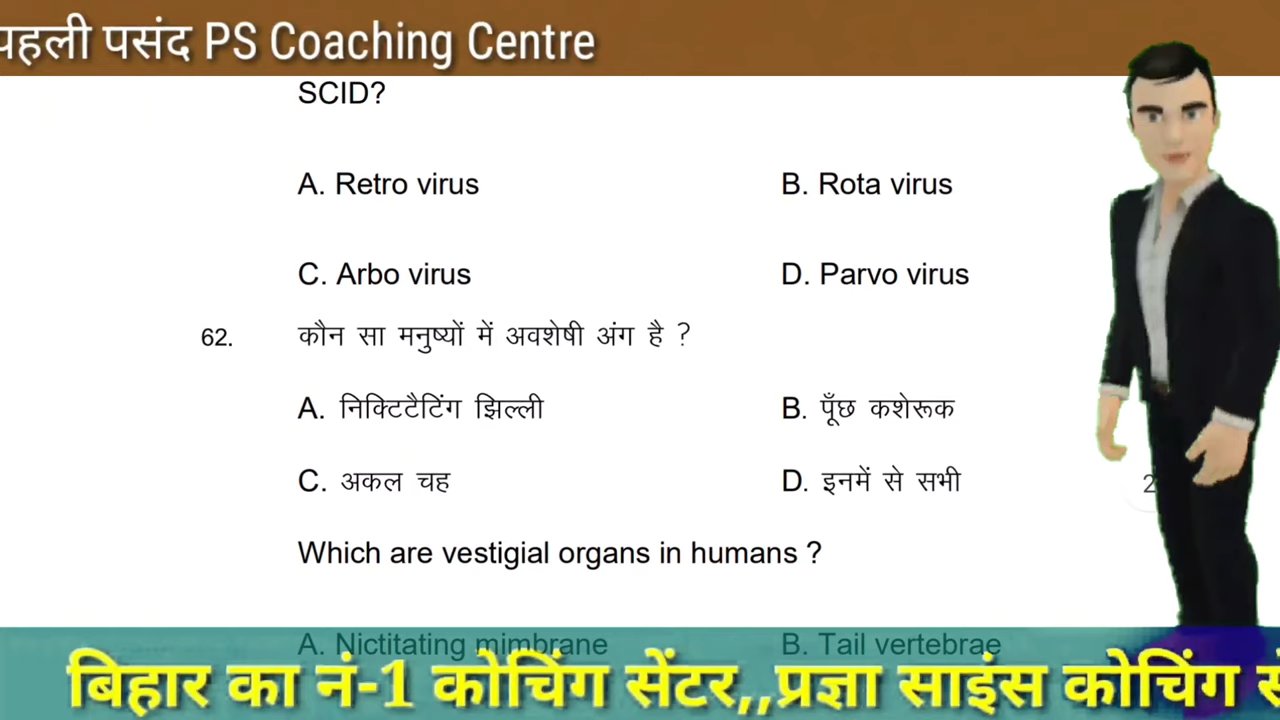 पहली पसंद PS Coaching Centre
SCID?
A. Retro virus B. Rota virus
C. Arbo virus D. Parvo virus
62. कौन सा मनुष्यों में अवशेषी अंग है ?
A. निक्टिटैटिंग झिल्ली B. पूँछ कशेरूक
C. अकल चह D. इनमें से सभी
2
Which are vestigial organs in humans ?
A. Nictitating mimbrane B. Tail vertebrae
बिहार का नं-1 कोचिंग सेंटर,,प्रज्ञा साइंस कोचिंग